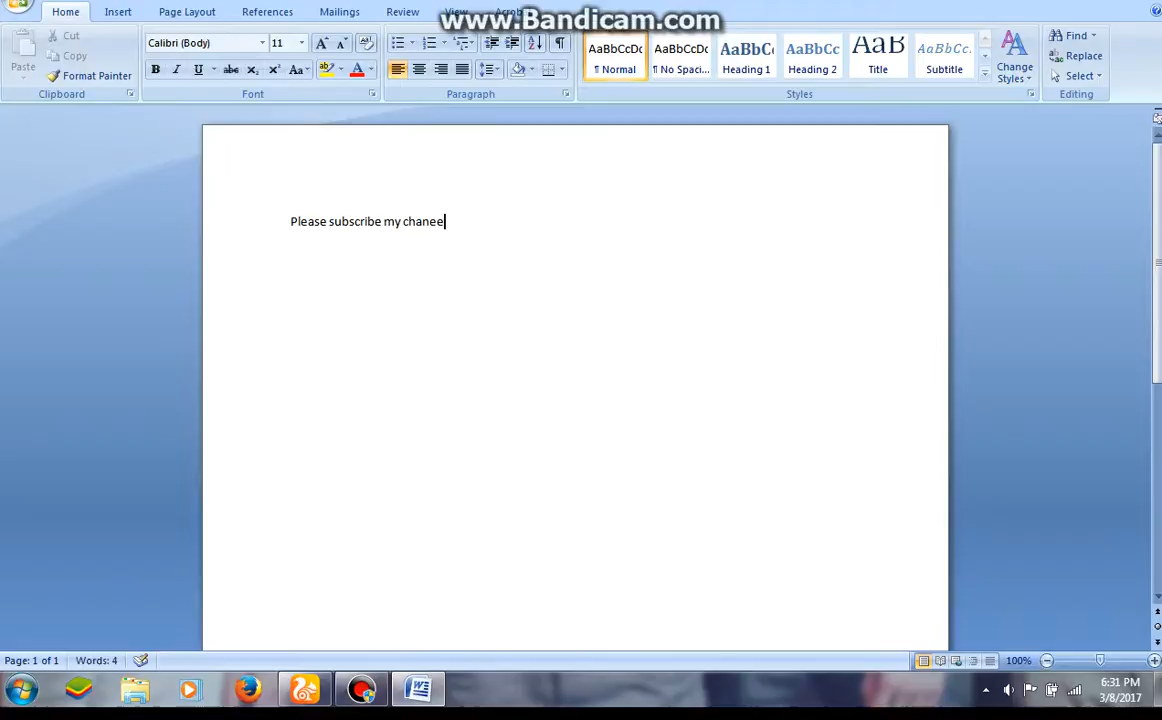 Home Insert Page Layout References Mailings Review View
www.Bandicam.com
Cut
Copy
Paste
Format Painter
Clipboard
Calibri (Body) 11
Font
Paragraph
AaBbCcDc AaBbCcDc AaBbC AaBbCc AaB AaBbCc.
¶ Normal ¶ No Spaci... Heading 1 Heading 2 Title Subtitle
Change Styles
Styles
Find
Replace
Select
Editing
Please subscribe my chanee
Page: 1 of 1 Words: 4
100%
6:31 PM
3/8/2017